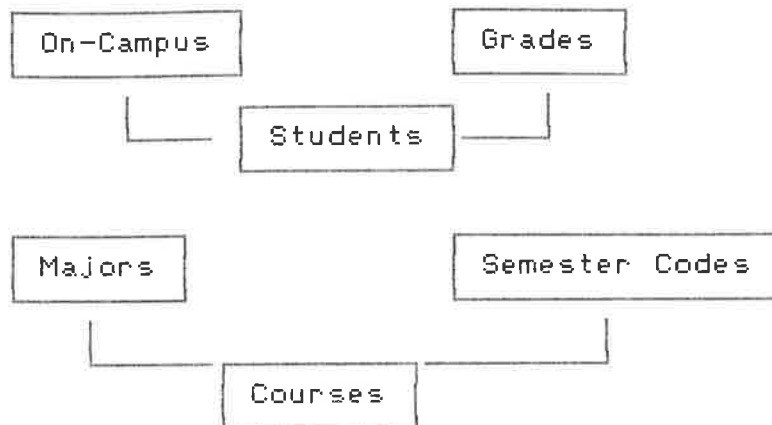 On-Campus
Grades
Students
Majors
Semester Codes
Courses